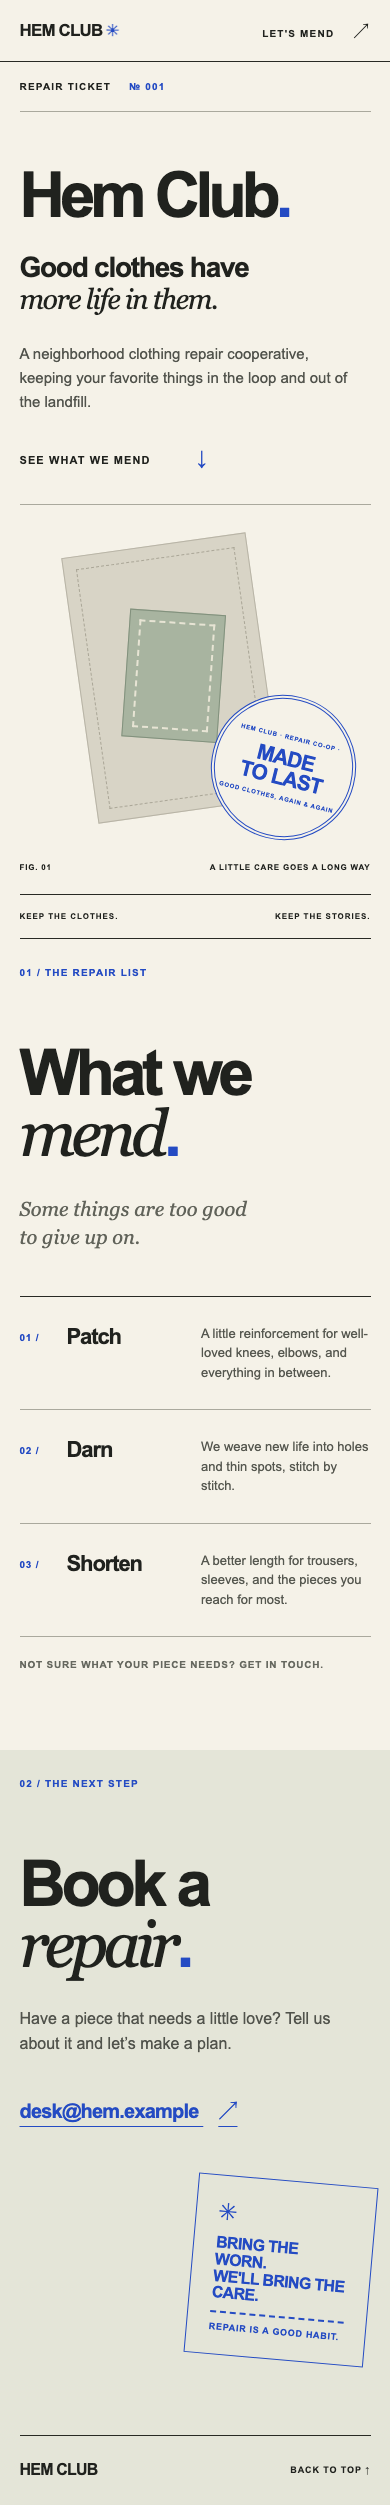 HEM CLUB ✳
LET'S MEND ↗
REPAIR TICKET № 001
Hem Club.
Good clothes have
more life in them.
A neighborhood clothing repair cooperative,
keeping your favorite things in the loop and out of
the landfill.
SEE WHAT WE MEND ↓
HEM CLUB · REPAIR CO-OP ·
MADE
TO LAST
GOOD CLOTHES, AGAIN & AGAIN
FIG. 01
A LITTLE CARE GOES A LONG WAY
KEEP THE CLOTHES.
KEEP THE STORIES.
01 / THE REPAIR LIST
What we
mend.
Some things are too good
to give up on.
01 /
Patch
A little reinforcement for well-
loved knees, elbows, and
everything in between.
02 /
Darn
We weave new life into holes
and thin spots, stitch by
stitch.
03 /
Shorten
A better length for trousers,
sleeves, and the pieces you
reach for most.
NOT SURE WHAT YOUR PIECE NEEDS? GET IN TOUCH.
02 / THE NEXT STEP
Book a
repair.
Have a piece that needs a little love? Tell us
about it and let’s make a plan.
desk@hem.example ↗
✳
BRING THE
WORN.
WE'LL BRING THE
CARE.
REPAIR IS A GOOD HABIT.
HEM CLUB
BACK TO TOP ↑